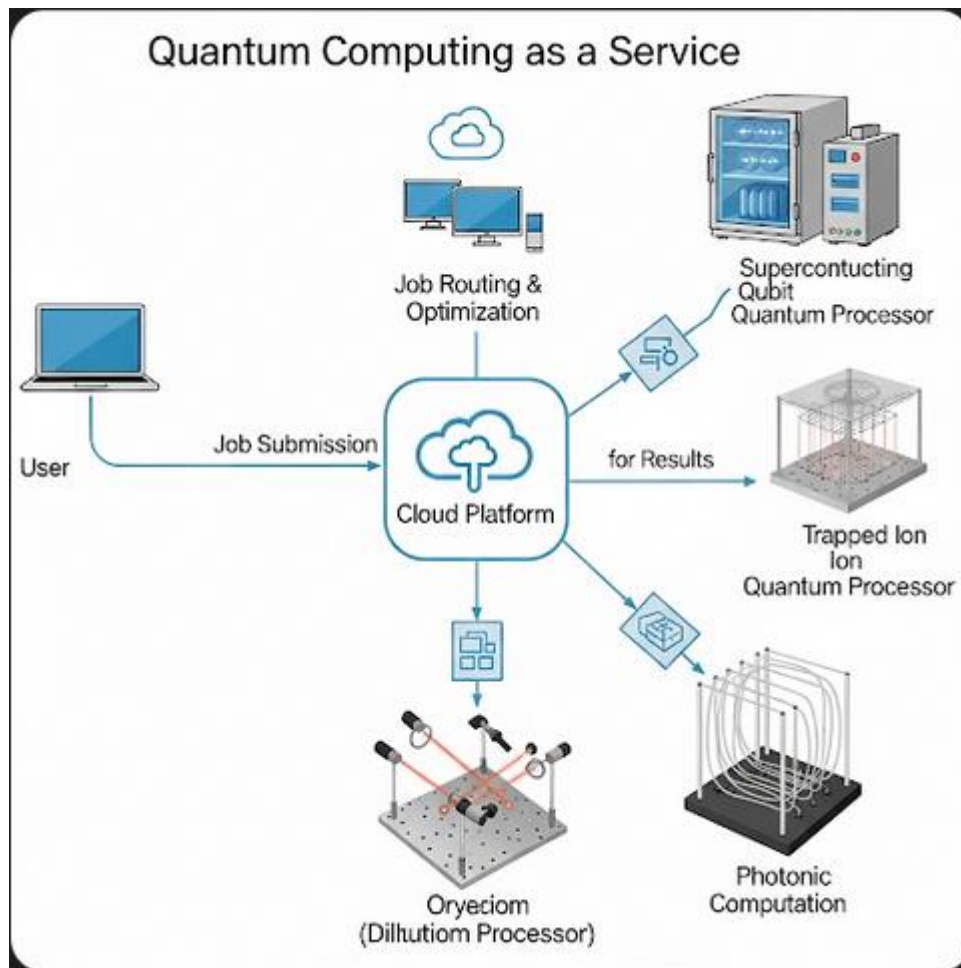 Quantum Computing as a Service
Job Routing &
Optimization
Supercontucting
Qubit
Quantum Processor
User
Job Submission
Cloud Platform
for Results
Trapped Ion
Ion
Quantum Processor
Photonic
Computation
Oryeciom
(Dilhutiom Processor)